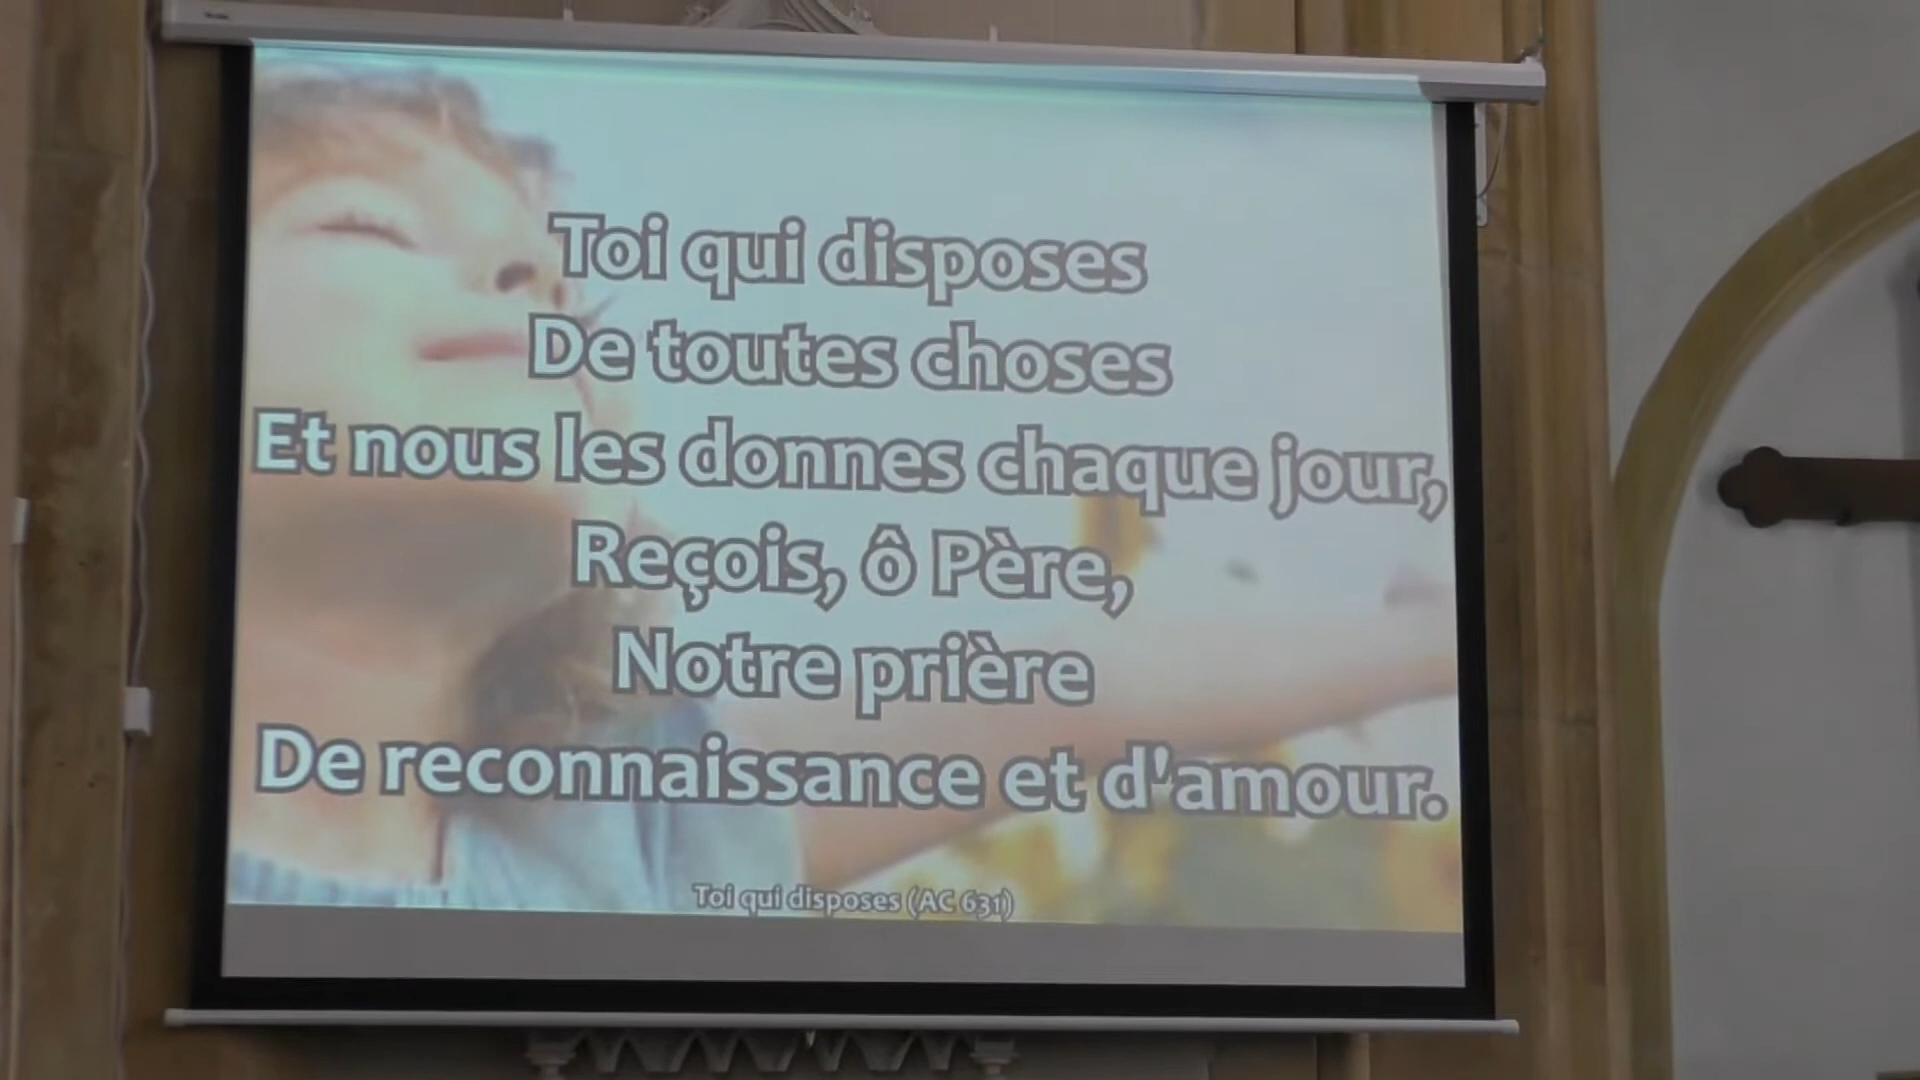 Toi qui disposes
De toutes choses
Et nous les donnes chaque jour,
Reçois, ô Père,
Notre prière
De reconnaissance et d'amour.
Toi qui disposes (AC 631)